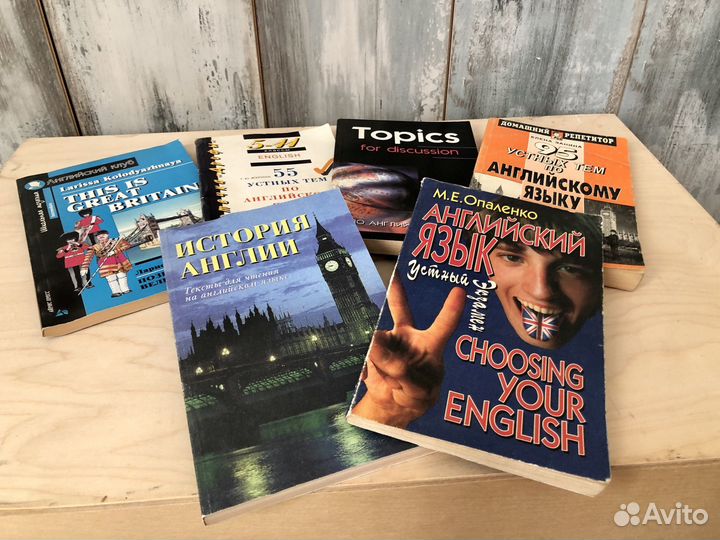 Английский клуб
Larissa Kolodyazhnaya
THIS IS
GREAT
BRITAIN
5-11
ENGLISH
55
УСТНЫХ ТЕМ
ПО
Topics
for discussion
ДОМАШНИЙ РЕПЕТИТОР
95
УСТНЫХ ТЕМ
ПО
АНГЛИЙСКОМУ
ЯЗЫКУ
ИСТОРИЯ
АНГЛИИ
Тексты для чтения
на английском языке
М.Е. Опаленко
АНГЛИЙСКИЙ
ЯЗЫК
Устный Экзамен
CHOOSING
YOUR
ENGLISH
Avito